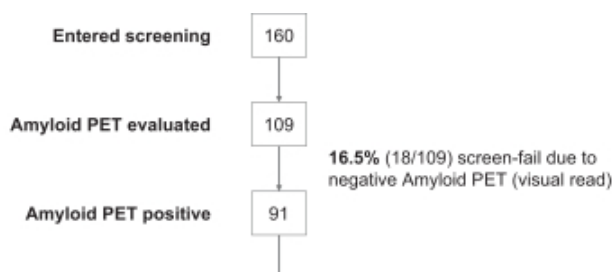 Entered screening
160
Amyloid PET evaluated
109
16.5% (18/109) screen-fail due to
negative Amyloid PET (visual read)
Amyloid PET positive
91